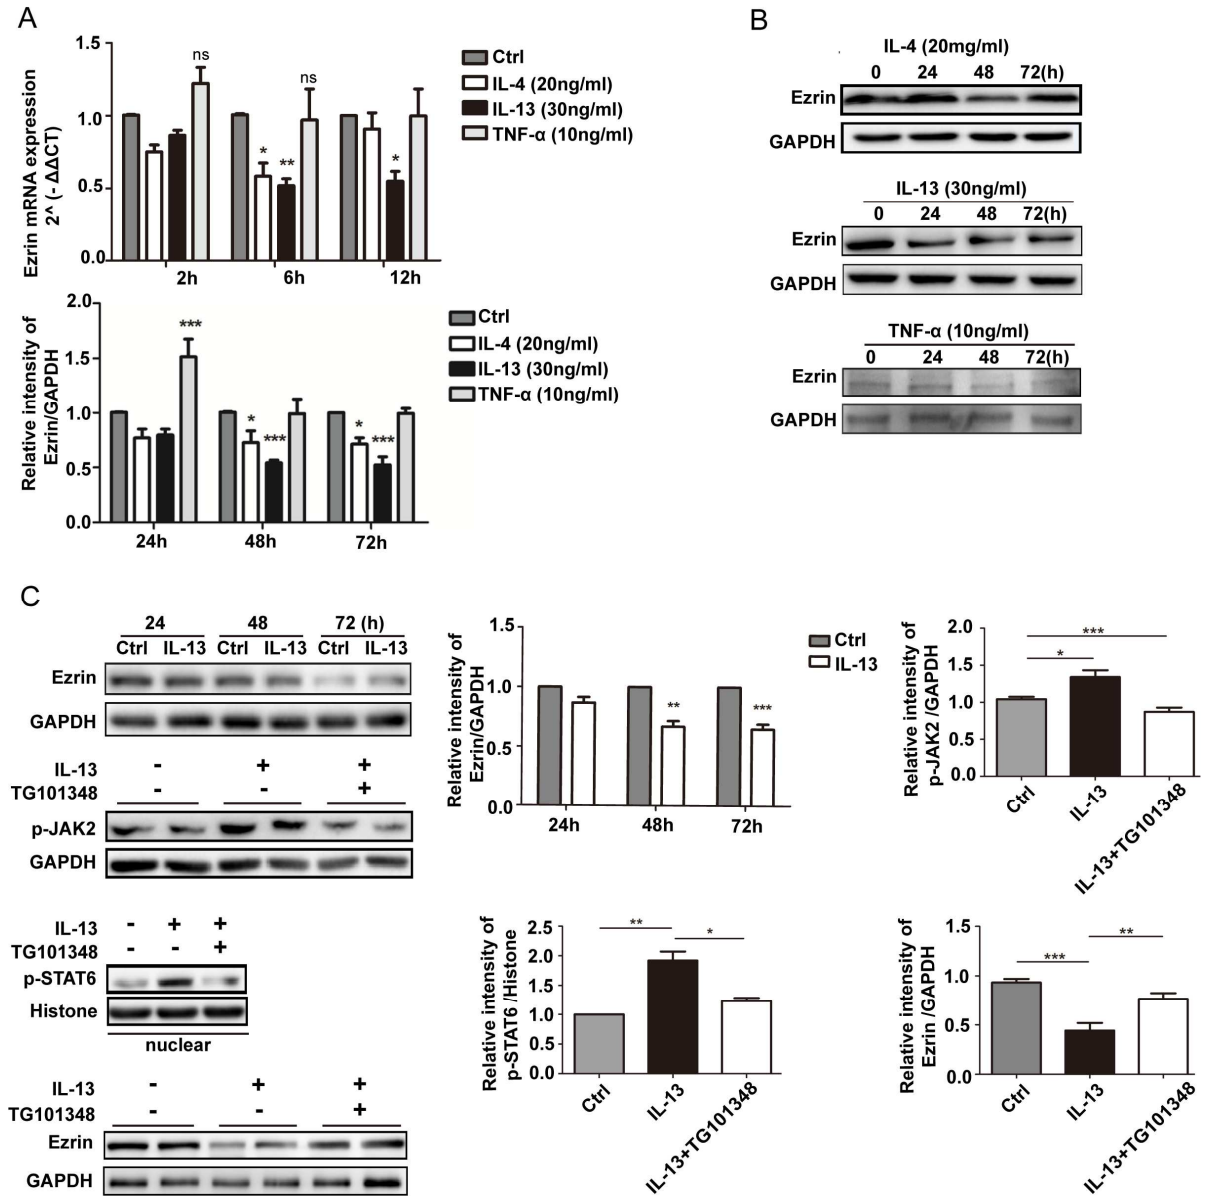 A
Ezrin mRNA expression
2^ (- ΔΔCT)
1.5
1.0
0.5
0.0
ns
*
**
ns
*
2h
6h
12h
Ctrl
IL-4 (20ng/ml)
IL-13 (30ng/ml)
TNF-α (10ng/ml)
Relative intensity of
Ezrin/GAPDH
2.0
1.5
1.0
0.5
0.0
***
*
***
*
***
24h
48h
72h
Ctrl
IL-4 (20ng/ml)
IL-13 (30ng/ml)
TNF-α (10ng/ml)
B
IL-4 (20mg/ml)
0 24 48 72(h)
Ezrin
GAPDH
IL-13 (30ng/ml)
0 24 48 72(h)
Ezrin
GAPDH
TNF-α (10ng/ml)
0 24 48 72(h)
Ezrin
GAPDH
C
24 48 72 (h)
Ctrl IL-13 Ctrl IL-13 Ctrl IL-13
Ezrin
GAPDH
IL-13 - + +
TG101348 - - +
p-JAK2
GAPDH
IL-13 - + +
TG101348 - - +
p-STAT6
Histone
nuclear
IL-13 - + +
TG101348 - - +
Ezrin
GAPDH
Relative intensity of
Ezrin/GAPDH
1.5
1.0
0.5
0.0
**
***
24h
48h
72h
Ctrl
IL-13
Relative intensity of
p-JAK2 /GAPDH
2.0
1.5
1.0
0.5
0.0
***
*
Ctrl
IL-13
IL-13+TG101348
Relative intensity of
p-STAT6 /Histone
2.5
2.0
1.5
1.0
0.5
0.0
**
*
Ctrl
IL-13
IL-13+TG101348
Relative intensity of
Ezrin /GAPDH
1.5
1.0
0.5
0.0
***
**
Ctrl
IL-13
IL-13+TG101348